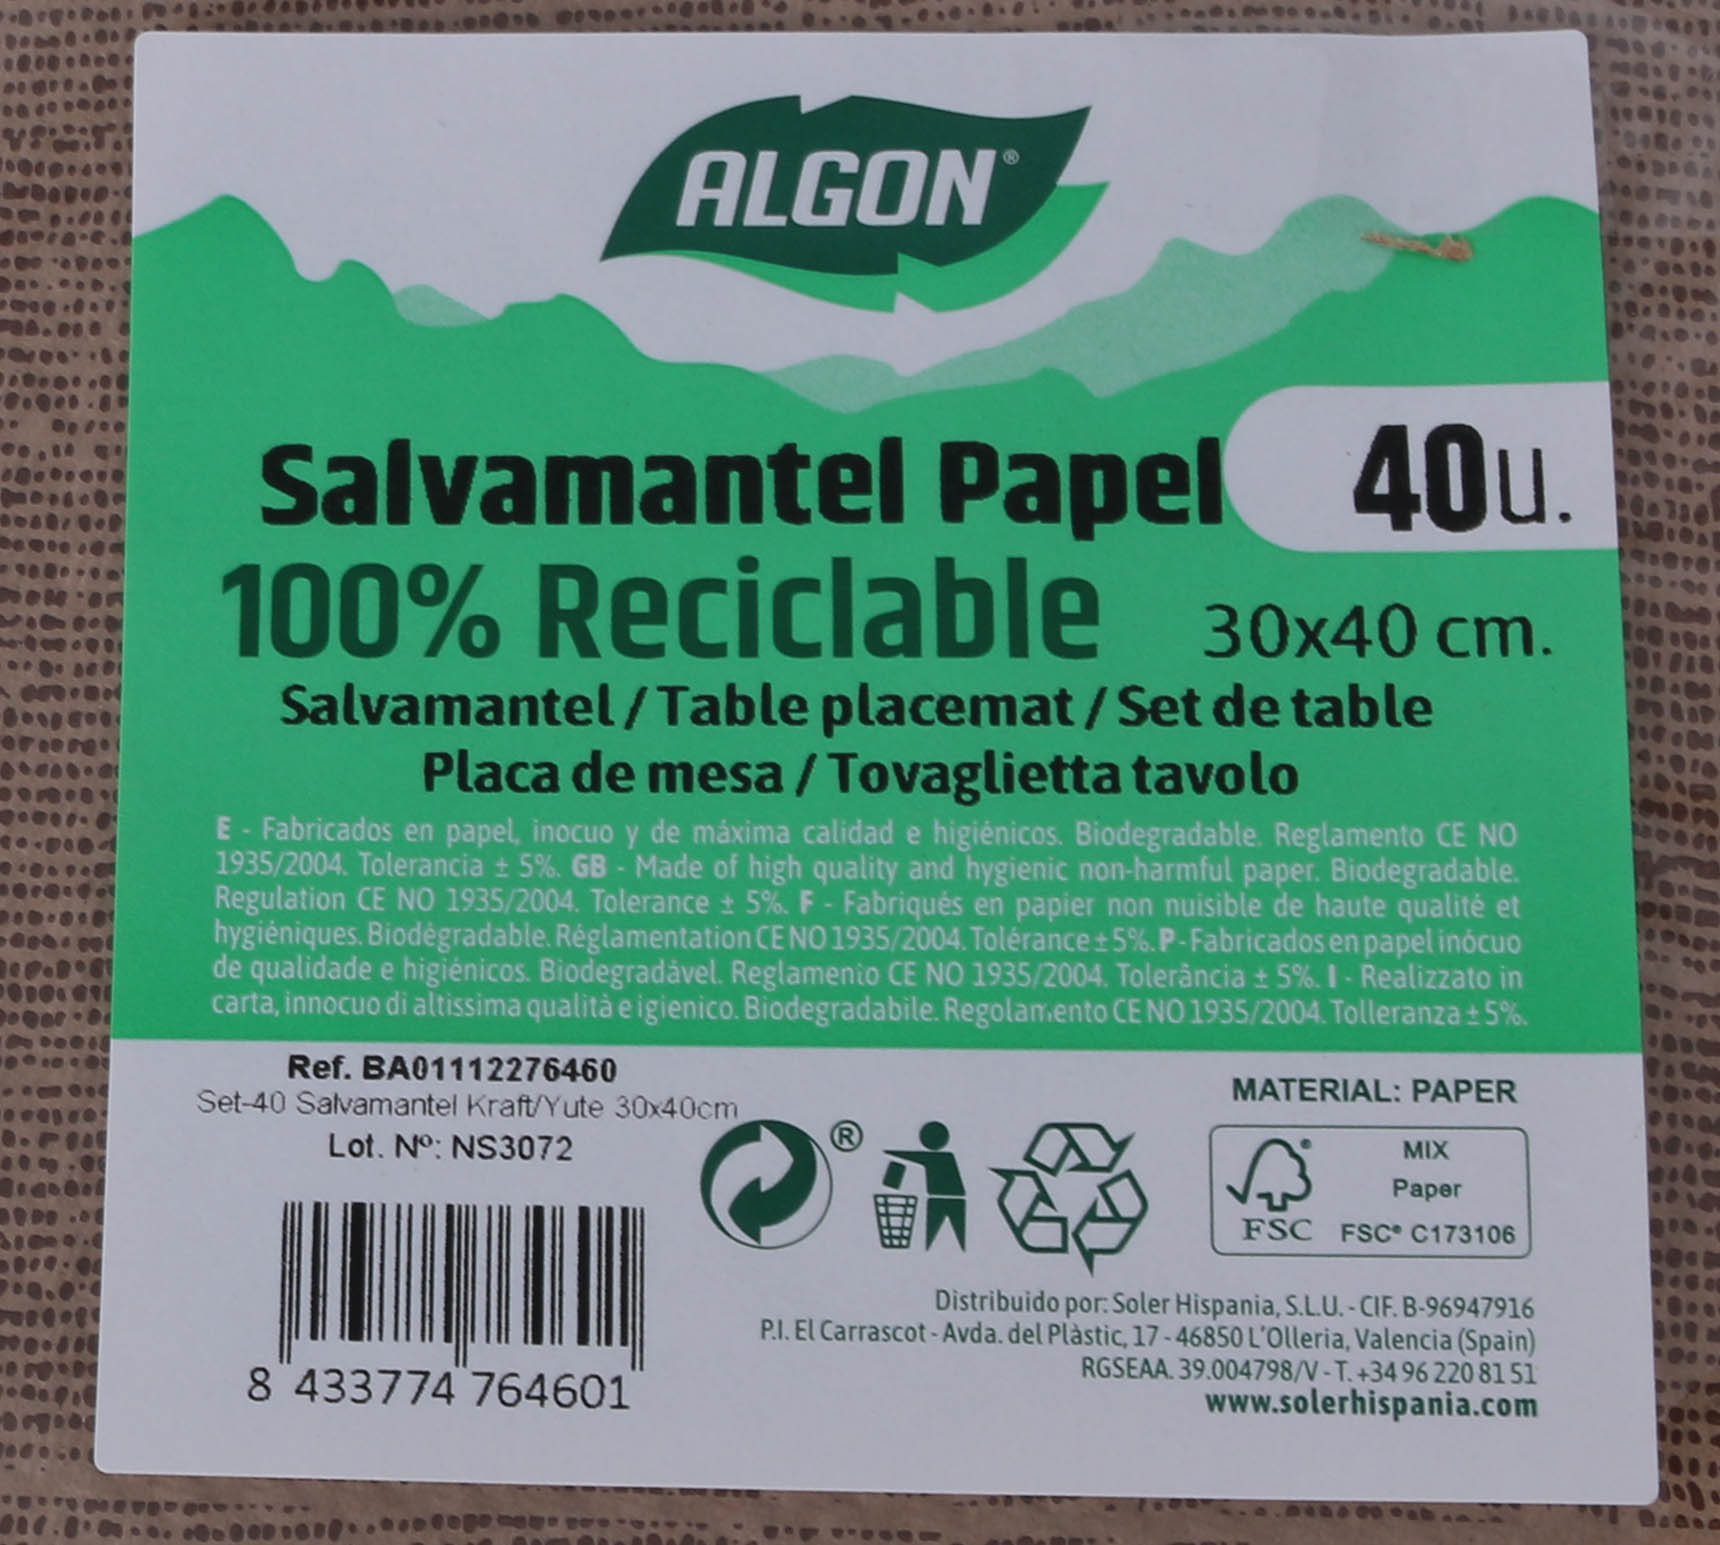 ALGON®
Salvamantel Papel 40u.
100% Reciclable 30x40 cm.
Salvamantel / Table placemat / Set de table
Placa de mesa / Tovaglietta tavolo
E - Fabricados en papel, inocuo y de máxima calidad e higiénicos. Biodegradable. Reglamento CE NO
1935/2004. Tolerancia ± 5%. GB - Made of high quality and hygienic non-harmful paper. Biodegradable.
Regulation CE NO 1935/2004. Tolerance ± 5%. F - Fabriqués en papier non nuisible de haute qualité et
hygiéniques. Biodégradable. Réglamentation CE NO 1935/2004. Tolérance ± 5%. P - Fabricados en papel inócuo
de qualidade e higiénicos. Biodegradável. Reglamento CE NO 1935/2004. Tolerância ± 5%. I - Realizzato in
carta, innocuo di altissima qualità e igienico. Biodegradabile. Regolamento CE NO 1935/2004. Tolleranza ± 5%.
Ref. BA01112276460
Set-40 Salvamantel Kraft/Yute 30x40cm
Lot. Nº: NS3072
8 433774 764601
®
MATERIAL: PAPER
MIX
Paper
FSC FSC® C173106
Distribuido por: Soler Hispania, S.L.U. - CIF. B-96947916
P.I. El Carrascot - Avda. del Plàstic, 17 - 46850 L'Olleria, Valencia (Spain)
RGSEAA. 39.004798/V - T. +34 96 220 81 51
www.solerhispania.com